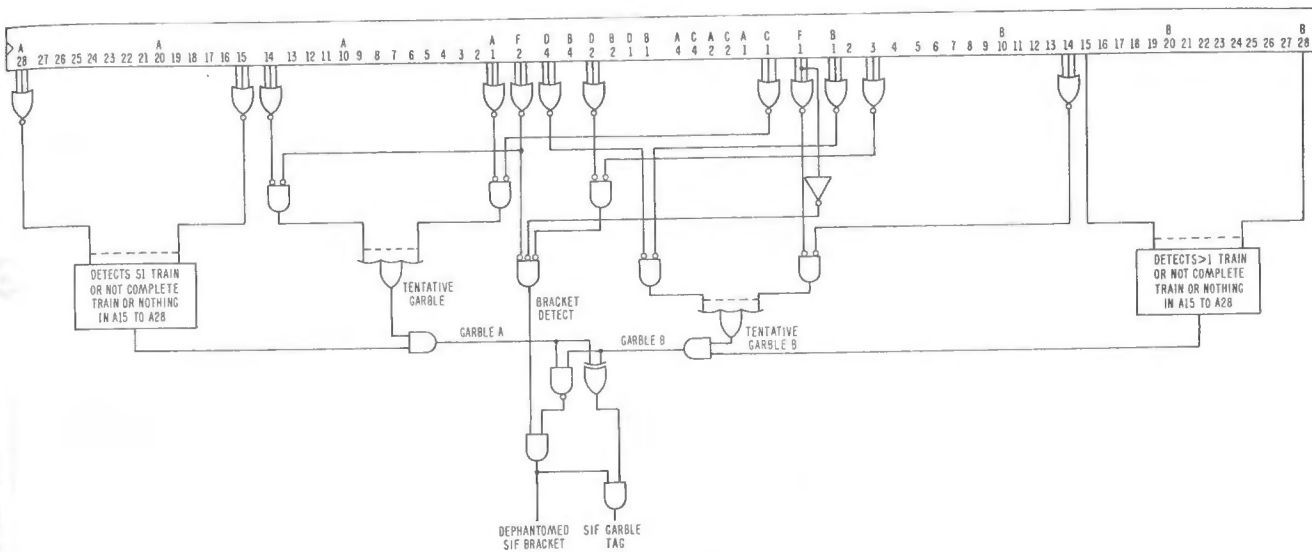 A A A A F D B D B D B A C A C A C F B B B B
28 27 26 25 24 23 22 21 20 19 18 17 16 15 14 13 12 11 10 9 8 7 6 5 4 3 2 1 2 4 4 2 2 1 1 4 4 2 2 1 1 1 1 2 3 4 5 6 7 8 9 10 11 12 13 14 15 16 17 18 19 20 21 22 23 24 25 26 27 28
DETECTS S1 TRAIN
OR NOT COMPLETE
TRAIN OR NOTHING
IN A15 TO A28
TENTATIVE
GARBLE
BRACKET
DETECT
DETECTS>1 TRAIN
OR NOT COMPLETE
TRAIN OR NOTHING
IN A15 TO A28
GARBLE A
GARBLE B
TENTATIVE
GARBLE B
DEPHANTOMED
SIF BRACKET
SIF GARBLE
TAG